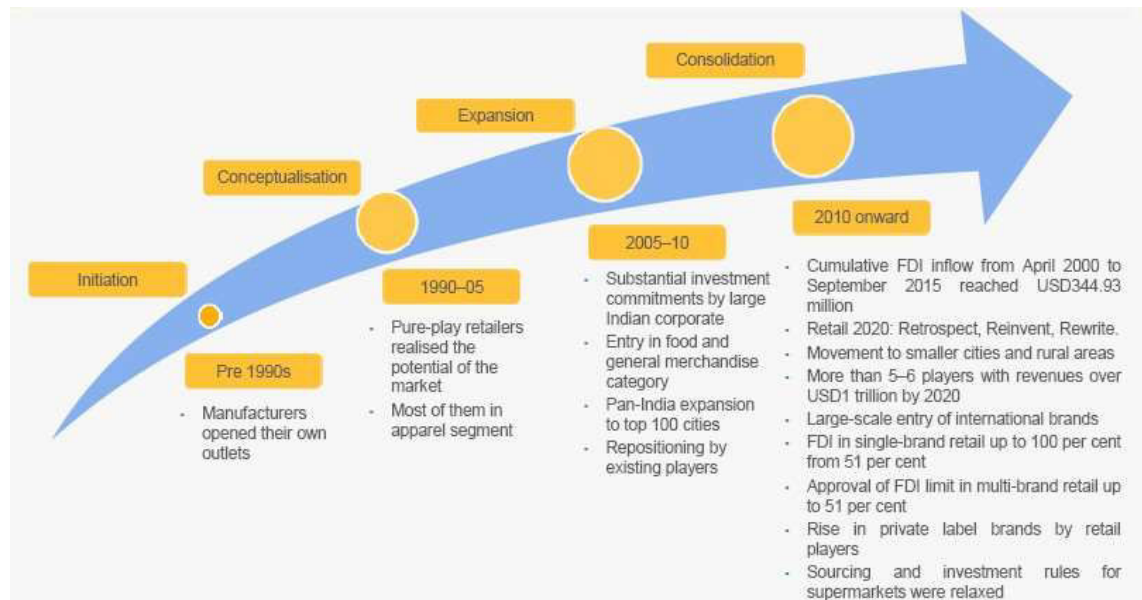 Initiation
Pre 1990s
· Manufacturers
opened their own
outlets
Conceptualisation
1990–05
· Pure-play retailers
realised the
potential of the
market
· Most of them in
apparel segment
Expansion
2005–10
· Substantial investment
commitments by large
Indian corporate
· Entry in food and
general merchandise
category
· Pan-India expansion
to top 100 cities
· Repositioning by
existing players
Consolidation
2010 onward
· Cumulative FDI inflow from April 2000 to
September 2015 reached USD344.93
million
· Retail 2020: Retrospect, Reinvent, Rewrite.
· Movement to smaller cities and rural areas
· More than 5–6 players with revenues over
USD1 trillion by 2020
· Large-scale entry of international brands
· FDI in single-brand retail up to 100 per cent
from 51 per cent
· Approval of FDI limit in multi-brand retail up
to 51 per cent
· Rise in private label brands by retail
players
· Sourcing and investment rules for
supermarkets were relaxed